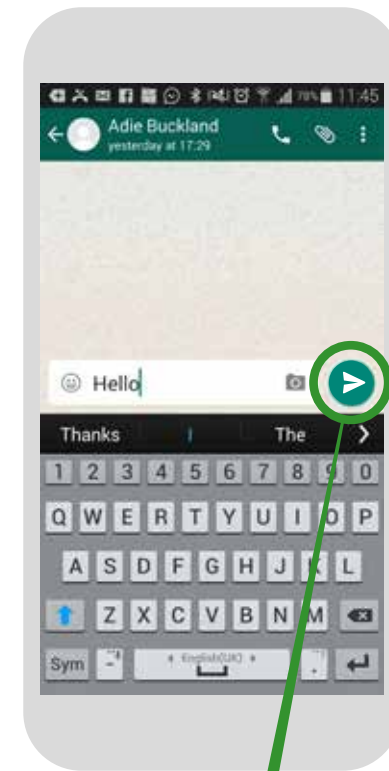 70% 11:45
Adie Buckland
yesterday at 17:29
Hello
Thanks I The
1 2 3 4 5 6 7 8 9 0
Q W E R T Y U I O P
A S D F G H J K L
Z X C V B N M
Sym English(UK) .